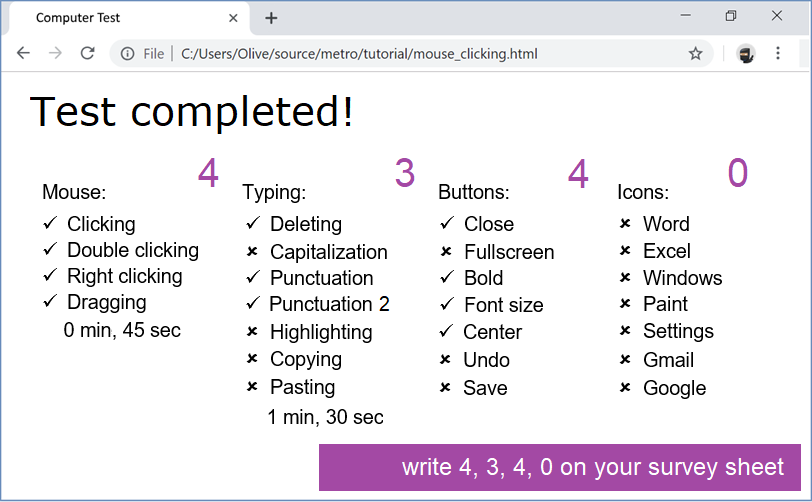 Computer Test
File | C:/Users/Olive/source/metro/tutorial/mouse_clicking.html
Test completed!
Mouse: 4
✓ Clicking
✓ Double clicking
✓ Right clicking
✓ Dragging
0 min, 45 sec
Typing: 3
✓ Deleting
✗ Capitalization
✓ Punctuation
✓ Punctuation 2
✗ Highlighting
✗ Copying
✗ Pasting
1 min, 30 sec
Buttons: 4
✓ Close
✗ Fullscreen
✓ Bold
✓ Font size
✓ Center
✗ Undo
✗ Save
Icons: 0
✗ Word
✗ Excel
✗ Windows
✗ Paint
✗ Settings
✗ Gmail
✗ Google
write 4, 3, 4, 0 on your survey sheet